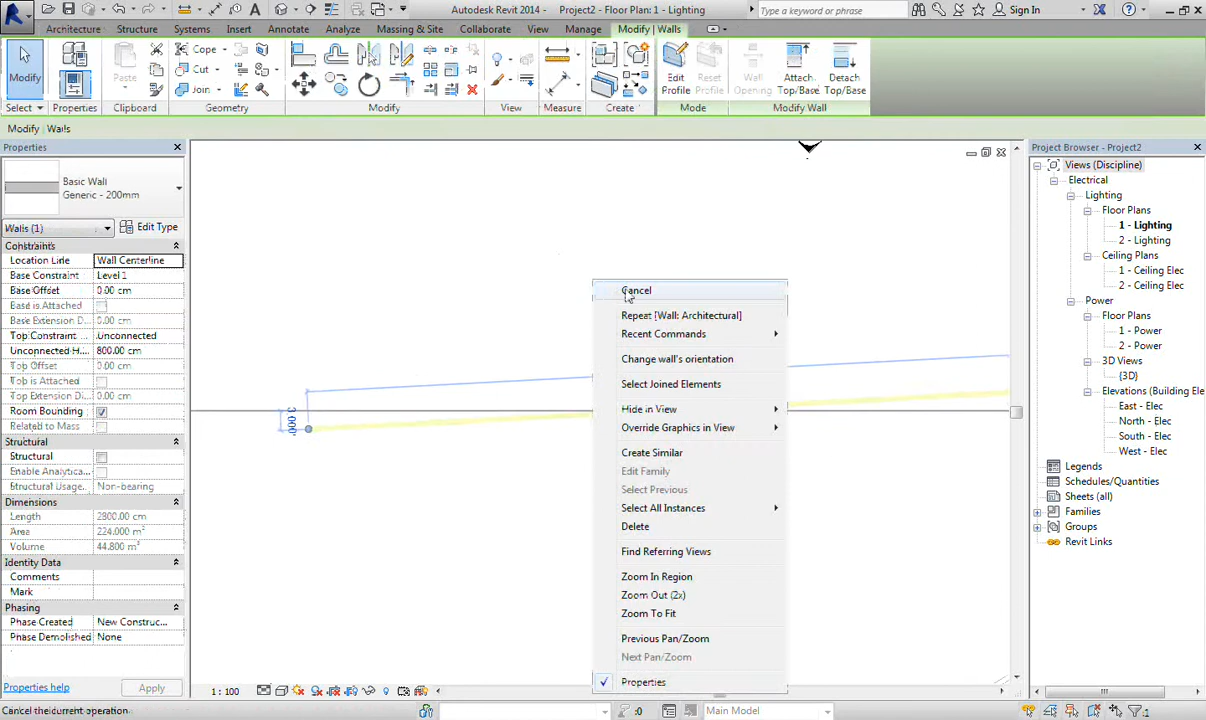 Autodesk Revit 2014 - Project2 - Floor Plan: 1 - Lighting
Type a keyword or phrase
Sign In
Architecture Structure Systems Insert Annotate Analyze Massing & Site Collaborate View Manage Modify | Walls
Modify
Properties
Paste
Cope
Cut
Join
Edit Profile
Reset Profile
Wall Opening
Attach Top/Base
Detach Top/Base
Select Properties Clipboard Geometry Modify View Measure Create Mode Modify Wall
Modify | Walls
Properties
Basic Wall
Generic - 200mm
Walls (1)
Edit Type
Constraints
Location Line Wall Centerline
Base Constraint Level 1
Base Offset 0.00 cm
Base is Attached
Base Extension D... 0.00 cm
Top Constraint Unconnected
Unconnected H... 800.00 cm
Top Offset 0.00 cm
Top is Attached
Top Extension D... 0.00 cm
Room Bounding
Related to Mass
Structural
Structural
Enable Analytica...
Structural Usage... Non-bearing
Dimensions
Length 2800.00 cm
Area 224.000 m²
Volume 44.800 m³
Identity Data
Comments
Mark
Phasing
Phase Created New Construc...
Phase Demolished None
Properties help
Apply
Cancel
Repeat [Wall: Architectural]
Recent Commands
Change wall's orientation
Select Joined Elements
Hide in View
Override Graphics in View
Create Similar
Edit Family
Select Previous
Select All Instances
Delete
Find Referring Views
Zoom In Region
Zoom Out (2x)
Zoom To Fit
Previous Pan/Zoom
Next Pan/Zoom
Properties
Project Browser - Project2
Views (Discipline)
Electrical
Lighting
Floor Plans
1 - Lighting
2 - Lighting
Ceiling Plans
1 - Ceiling Elec
2 - Ceiling Elec
Power
Floor Plans
1 - Power
2 - Power
3D Views
{3D}
Elevations (Building Ele
East - Elec
North - Elec
South - Elec
West - Elec
Legends
Schedules/Quantities
Sheets (all)
Families
Groups
Revit Links
1 : 100
Cancel the current operation
:0
Main Model
:1